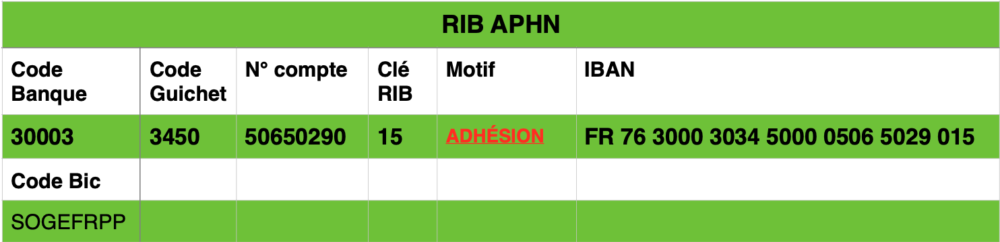 RIB APHN
Code Banque
Code Guichet
N° compte
Clé RIB
Motif
IBAN
30003
3450
50650290
15
ADHÉSION
FR 76 3000 3034 5000 0506 5029 015
Code Bic
SOGEFRPP